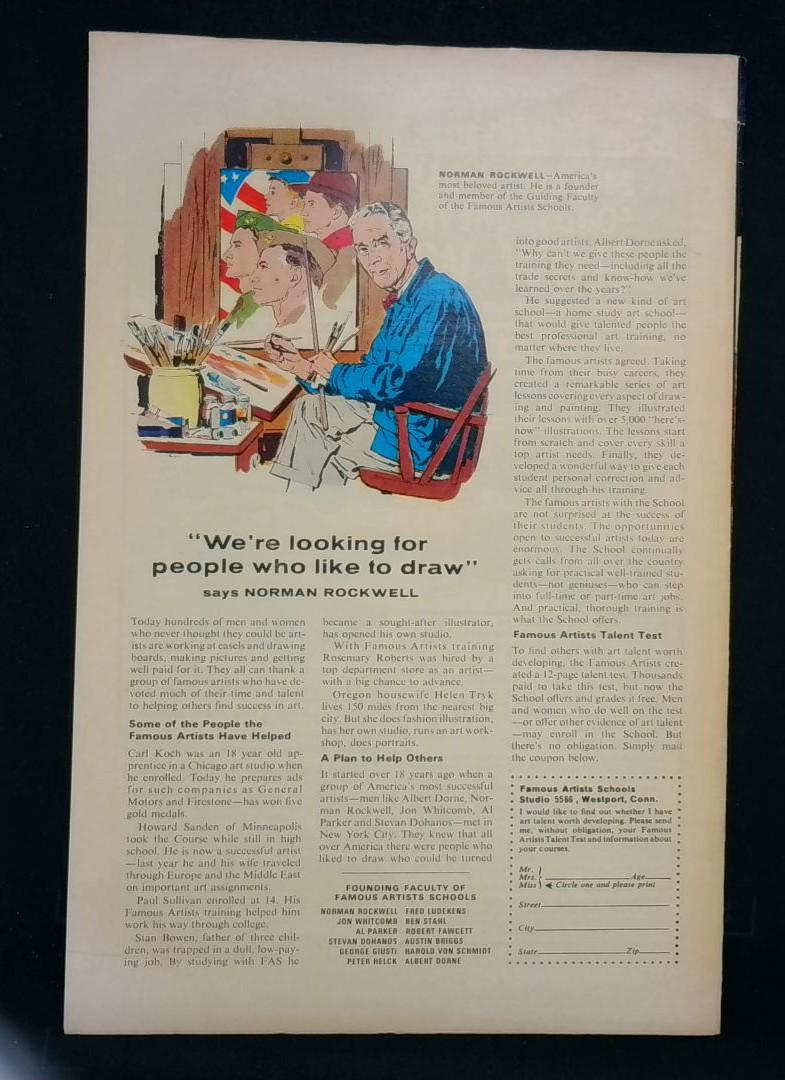 NORMAN ROCKWELL—America's
most beloved artist. He is a founder
and member of the Guiding Faculty
of the Famous Artists Schools.
"We're looking for
people who like to draw"
says NORMAN ROCKWELL
Today hundreds of men and women
who never thought they could be art-
ists are working at easels and drawing
boards, making pictures and getting
well paid for it. They all can thank a
group of famous artists who have de-
voted much of their time and talent
to helping others find success in art.
Some of the People the
Famous Artists Have Helped
Carl Koch was an 18 year old ap-
prentice in a Chicago art studio when
he enrolled. Today he prepares ads
for such companies as General
Motors and Firestone—has won five
gold medals.
Howard Sanden of Minneapolis
took the Course while still in high
school. He is now a successful artist
—last year he and his wife traveled
through Europe and the Middle East
on important art assignments.
Paul Sullivan enrolled at 14. His
Famous Artists training helped him
work his way through college.
Stan Bowen, father of three chil-
dren, was trapped in a dull, low-pay-
ing job. By studying with FAS he
became a sought-after illustrator,
has opened his own studio.
With Famous Artists training
Rosemary Roberts was hired by a
top department store as an artist—
with a big chance to advance.
Oregon housewife Helen Tryk
lives 150 miles from the nearest big
city. But she does fashion illustration,
has her own studio, runs an art work-
shop, does portraits.
A Plan to Help Others
It started over 18 years ago when a
group of America's most successful
artists—men like Albert Dorne, Nor-
man Rockwell, Jon Whitcomb, Al
Parker and Stevan Dohanos—met in
New York City. They knew that all
over America there were people who
liked to draw who could be turned
FOUNDING FACULTY OF
FAMOUS ARTISTS SCHOOLS
NORMAN ROCKWELL FRED LUDEKENS
JON WHITCOMB BEN STAHL
AL PARKER ROBERT FAWCETT
STEVAN DOHANOS AUSTIN BRIGGS
GEORGE GIUSTI HAROLD VON SCHMIDT
PETER HELCK ALBERT DORNE
into good artists. Albert Dorne asked,
"Why can't we give these people the
training they need—including all the
trade secrets and know-how we've
learned over the years?"
He suggested a new kind of art
school—a home study art school—
that would give talented people the
best professional art training, no
matter where they live.
The famous artists agreed. Taking
time from their busy careers, they
created a remarkable series of art
lessons covering every aspect of draw-
ing and painting. They illustrated
their lessons with over 5,000 "here's-
how" illustrations. The lessons start
from scratch and cover every skill a
top artist needs. Finally, they de-
veloped a wonderful way to give each
student personal correction and ad-
vice all through his training.
The famous artists with the School
are not surprised at the success of
their students. The opportunities
open to successful artists today are
enormous. The School continually
gets calls from all over the country
asking for practical well-trained stu-
dents—not geniuses—who can step
into full-time or part-time art jobs.
And practical, thorough training is
what the School offers.
Famous Artists Talent Test
To find others with art talent worth
developing, the Famous Artists cre-
ated a 12-page talent test. Thousands
paid to take this test, but now the
School offers and grades it free. Men
and women who do well on the test
—or offer other evidence of art talent
—may enroll in the School. But
there's no obligation. Simply mail
the coupon below.
Famous Artists Schools
Studio 5566, Westport, Conn.
I would like to find out whether I have
art talent worth developing. Please send
me, without obligation, your Famous
Artists Talent Test and information about
your courses.
Mr.
Mrs. Age
Miss Circle one and please print
Street
City
State Zip